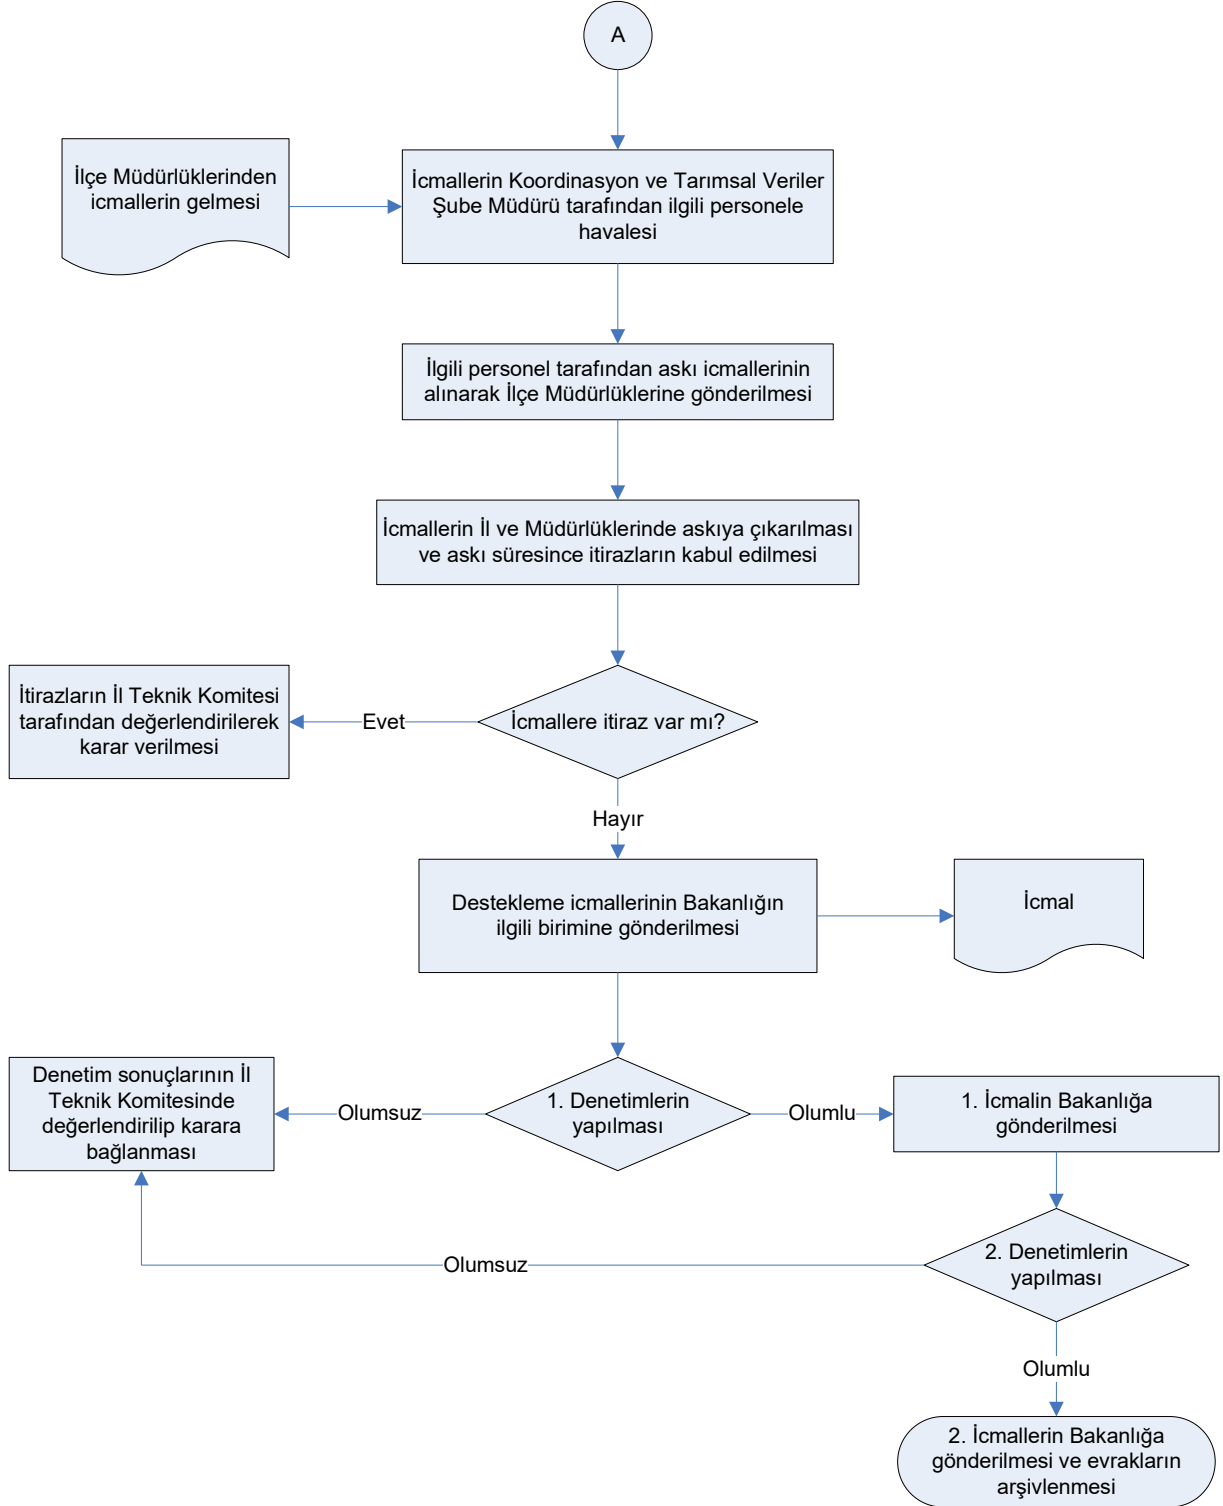 A
İlçe Müdürlüklerinden
icmallerin gelmesi
İcmallerin Koordinasyon ve Tarımsal Veriler
Şube Müdürü tarafından ilgili personele
havalesi
İlgili personel tarafından askı icmallerinin
alınarak İlçe Müdürlüklerine gönderilmesi
İcmallerin İl ve Müdürlüklerinde askıya çıkarılması
ve askı süresince itirazların kabul edilmesi
İtirazların İl Teknik Komitesi
tarafından değerlendirilerek
karar verilmesi
Evet
İcmallere itiraz var mı?
Hayır
Destekleme icmallerinin Bakanlığın
ilgili birimine gönderilmesi
İcmal
Denetim sonuçlarının İl
Teknik Komitesinde
değerlendirilip karara
bağlanması
Olumsuz
1. Denetimlerin
yapılması
Olumlu
1. İcmalin Bakanlığa
gönderilmesi
Olumsuz
2. Denetimlerin
yapılması
Olumlu
2. İcmallerin Bakanlığa
gönderilmesi ve evrakların
arşivlenmesi